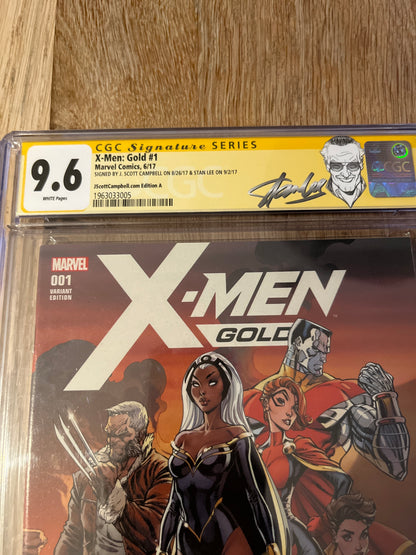 CGC Signature SERIES
9.6
WHITE Pages
X-Men: Gold #1
Marvel Comics, 6/17
SIGNED BY J. SCOTT CAMPBELL ON 8/26/17 & STAN LEE ON 9/2/17
JScottCampbell.com Edition A
1963033005
Stan Lee
CGC
MARVEL
001
VARIANT
EDITION
X-MEN
GOLD